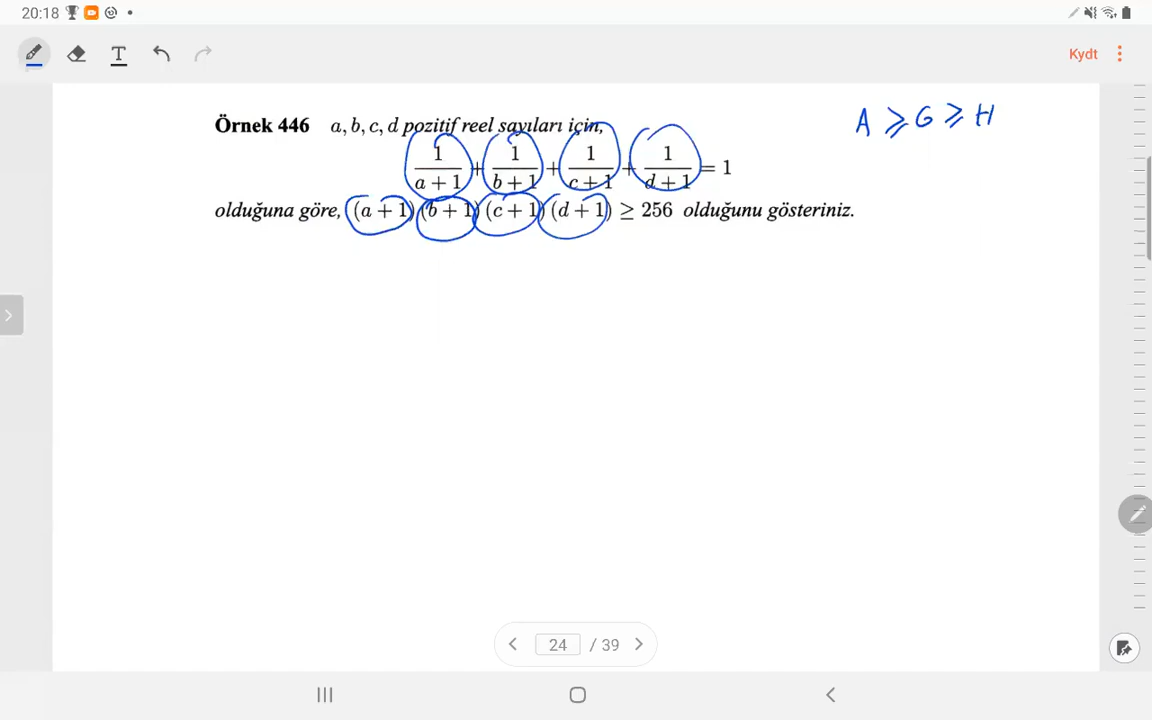 20:18
Kydt
A ≥ G ≥ H
Örnek 446 a, b, c, d pozitif reel sayıları için,
1/(a + 1) + 1/(b + 1) + 1/(c + 1) + 1/(d + 1) = 1
olduğuna göre, (a + 1) (b + 1) (c + 1) (d + 1) ≥ 256 olduğunu gösteriniz.
24 / 39